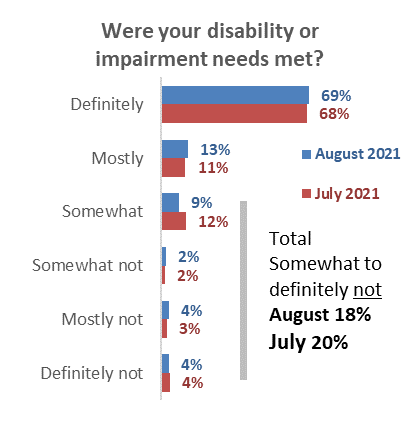 Were your disability or
impairment needs met?
Definitely
69%
68%
Mostly
13%
11%
August 2021
Somewhat
9%
12%
July 2021
Somewhat not
2%
2%
Mostly not
4%
3%
Definitely not
4%
4%
Total
Somewhat to
definitely not
August 18%
July 20%